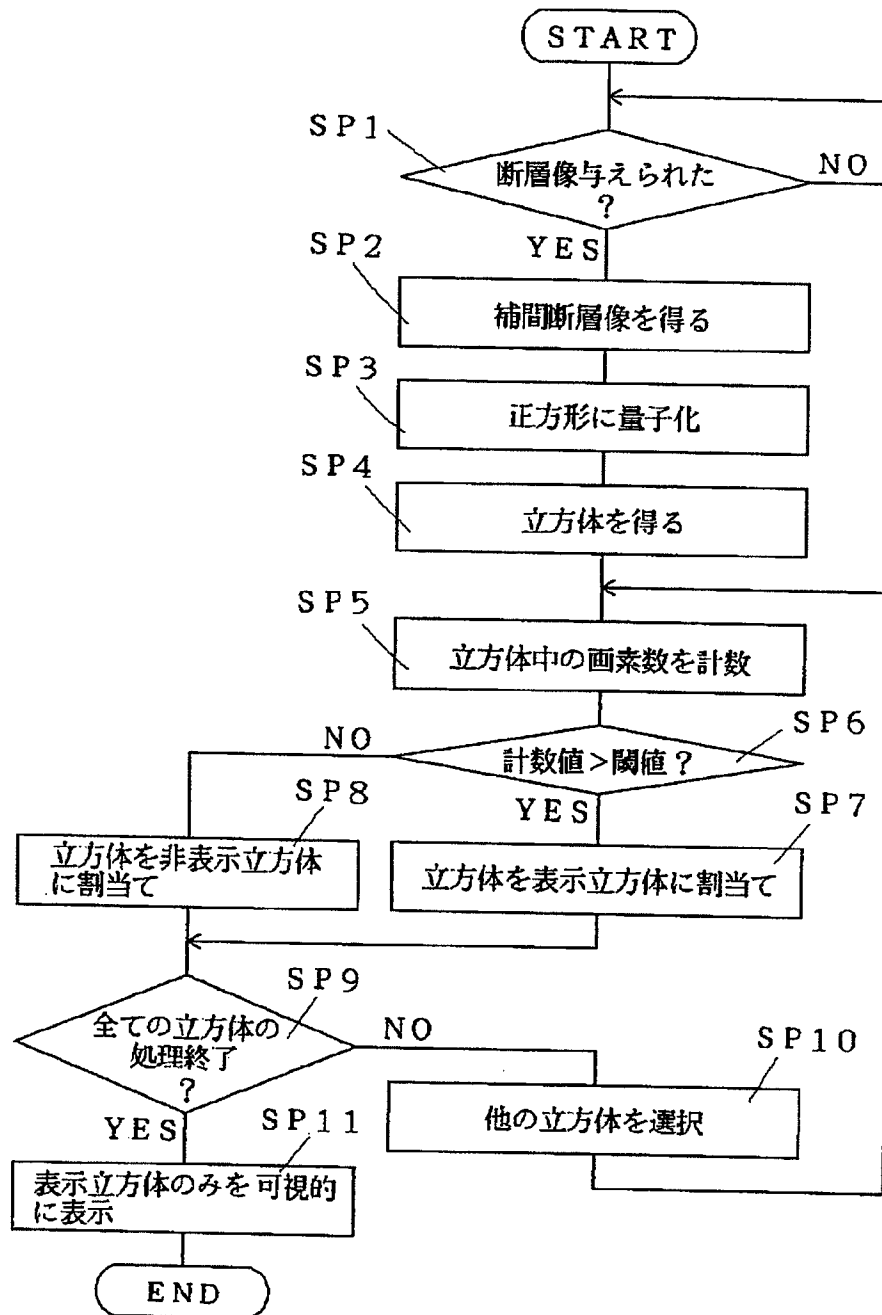 START
SP1
断層像与えられた
?
NO
YES
SP2
補間断層像を得る
SP3
正方形に量子化
SP4
立方体を得る
SP5
立方体中の画素数を計数
SP6
計数値>閾値?
NO
YES
SP8
立方体を非表示立方体
に割当て
SP7
立方体を表示立方体に割当て
SP9
全ての立方体の
処理終了
?
NO
YES
SP10
他の立方体を選択
SP11
表示立方体のみを可視的
に表示
END